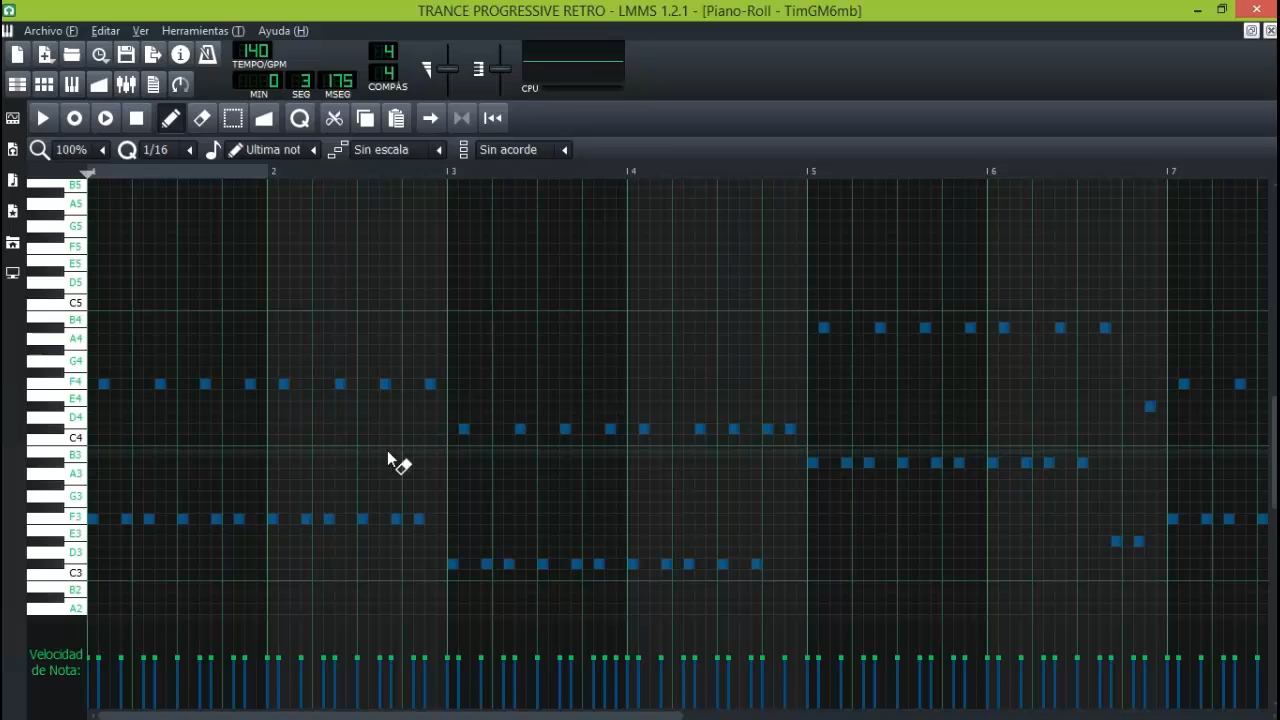 TRANCE PROGRESSIVE RETRO - LMMS 1.2.1 - [Piano-Roll - TimGM6mb]
Archivo (F) Editar Ver Herramientas (T) Ayuda (H)
140
TEMPO/GPM
0 3 175
MIN SEG MSEG
4
4
COMPÁS
CPU
100% 1/16 Ultima not Sin escala Sin acorde
2 3 4 5 6 7
B5
A5
G5
F5
E5
D5
C5
B4
A4
G4
F4
E4
D4
C4
B3
A3
G3
F3
E3
D3
C3
B2
A2
Velocidad
de Nota: